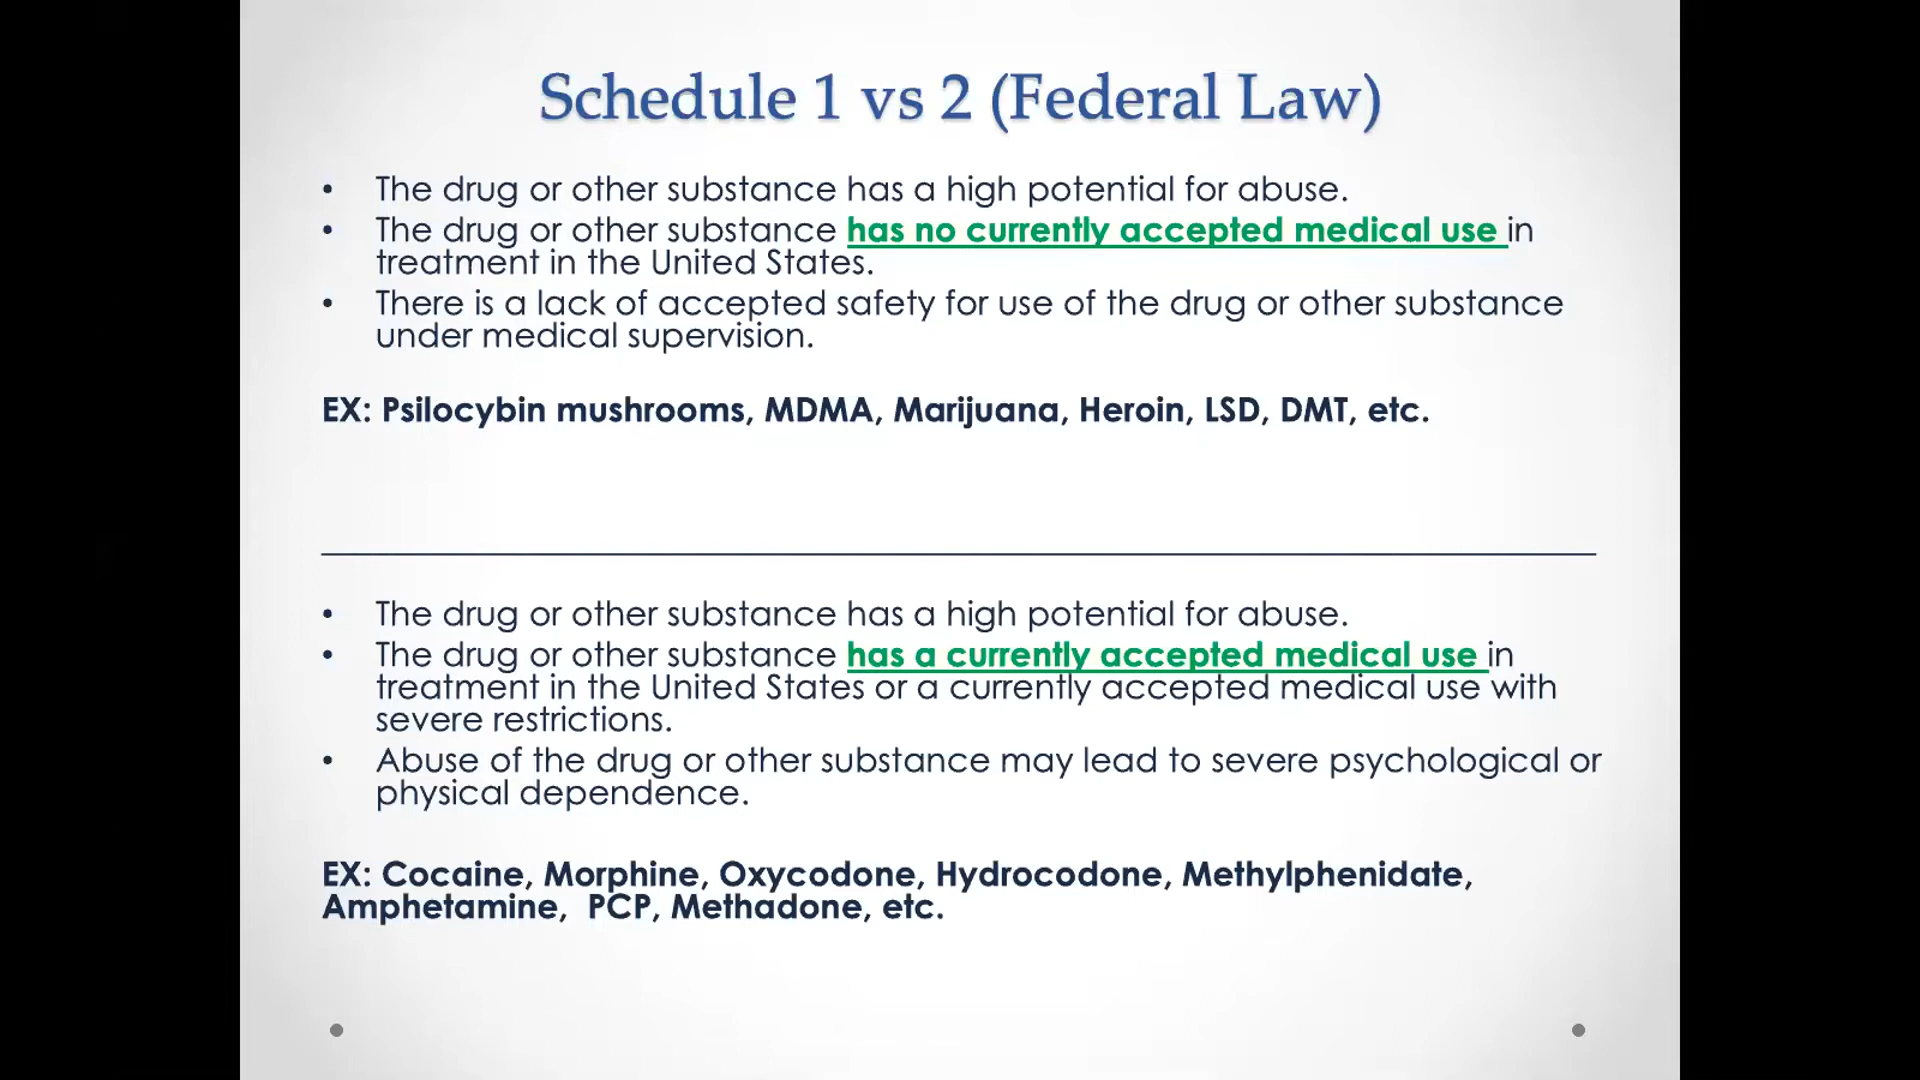 Schedule 1 vs 2 (Federal Law)
• The drug or other substance has a high potential for abuse.
• The drug or other substance has no currently accepted medical use in
treatment in the United States.
• There is a lack of accepted safety for use of the drug or other substance
under medical supervision.
EX: Psilocybin mushrooms, MDMA, Marijuana, Heroin, LSD, DMT, etc.
• The drug or other substance has a high potential for abuse.
• The drug or other substance has a currently accepted medical use in
treatment in the United States or a currently accepted medical use with
severe restrictions.
• Abuse of the drug or other substance may lead to severe psychological or
physical dependence.
EX: Cocaine, Morphine, Oxycodone, Hydrocodone, Methylphenidate,
Amphetamine,  PCP, Methadone, etc.